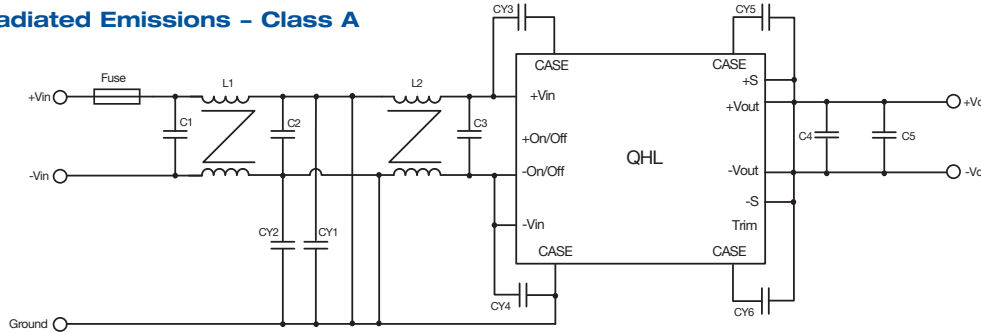 adiated Emissions – Class A
CY3
CY5
Fuse
L1
L2
CASE
CASE
+S
+Vin
+Vin
+Vout
+Vo
C1
C2
C3
C4
C5
+On/Off
QHL
-On/Off
-Vin
-Vout
-Vo
-S
-Vin
Trim
CY2
CY1
CASE
CASE
CY4
CY6
Ground